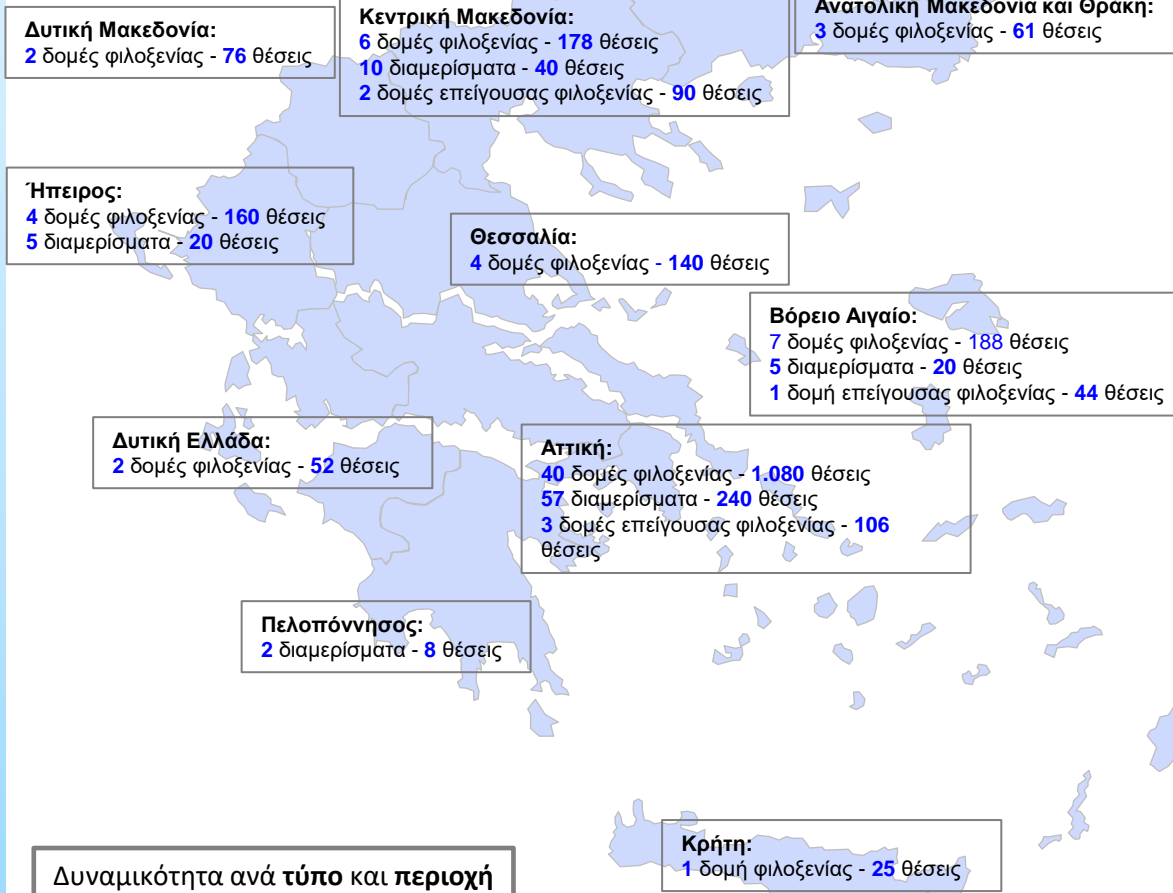 Δυτική Μακεδονία:
2 δομές φιλοξενίας - 76 θέσεις
Κεντρική Μακεδονία:
6 δομές φιλοξενίας - 178 θέσεις
10 διαμερίσματα - 40 θέσεις
2 δομές επείγουσας φιλοξενίας - 90 θέσεις
Ανατολική Μακεδονία και Θράκη:
3 δομές φιλοξενίας - 61 θέσεις
Ήπειρος:
4 δομές φιλοξενίας - 160 θέσεις
5 διαμερίσματα - 20 θέσεις
Θεσσαλία:
4 δομές φιλοξενίας - 140 θέσεις
Βόρειο Αιγαίο:
7 δομές φιλοξενίας - 188 θέσεις
5 διαμερίσματα - 20 θέσεις
1 δομή επείγουσας φιλοξενίας - 44 θέσεις
Δυτική Ελλάδα:
2 δομές φιλοξενίας - 52 θέσεις
Αττική:
40 δομές φιλοξενίας - 1.080 θέσεις
57 διαμερίσματα - 240 θέσεις
3 δομές επείγουσας φιλοξενίας - 106
θέσεις
Πελοπόννησος:
2 διαμερίσματα - 8 θέσεις
Κρήτη:
1 δομή φιλοξενίας - 25 θέσεις
Δυναμικότητα ανά τύπο και περιοχή